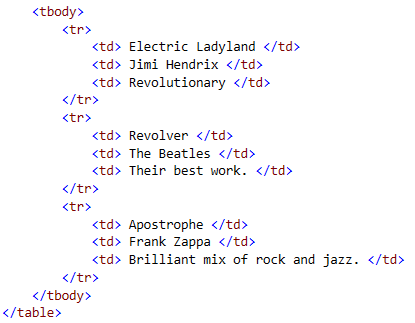 <tbody>
<tr>
<td> Electric Ladyland </td>
<td> Jimi Hendrix </td>
<td> Revolutionary </td>
</tr>
<tr>
<td> Revolver </td>
<td> The Beatles </td>
<td> Their best work. </td>
</tr>
<tr>
<td> Apostrophe </td>
<td> Frank Zappa </td>
<td> Brilliant mix of rock and jazz. </td>
</tr>
</tbody>
</table>